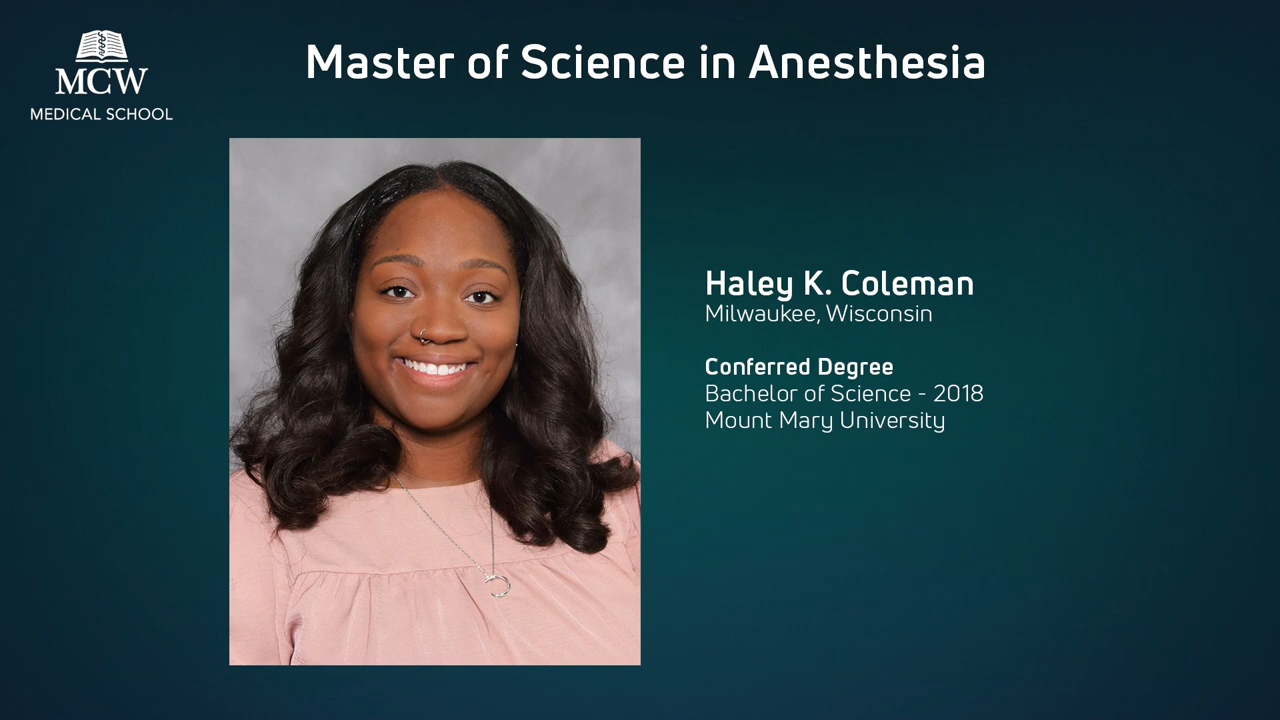 MCW
MEDICAL SCHOOL
Master of Science in Anesthesia
Haley K. Coleman
Milwaukee, Wisconsin
Conferred Degree
Bachelor of Science - 2018
Mount Mary University